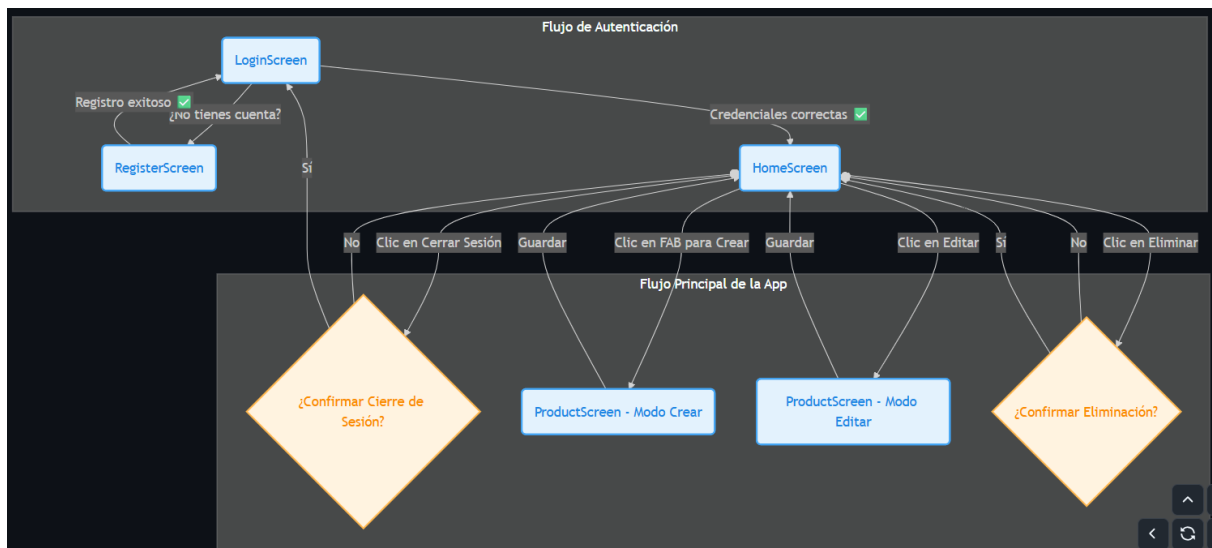 Flujo de Autenticación
LoginScreen
Registro exitoso ✅
¿No tienes cuenta?
Credenciales correctas ✅
RegisterScreen
Sí
HomeScreen
No
Clic en Cerrar Sesión
Guardar
Clic en FAB para Crear
Guardar
Clic en Editar
Sí
No
Clic en Eliminar
Flujo Principal de la App
¿Confirmar Cierre de
Sesión?
ProductScreen - Modo Crear
ProductScreen - Modo
Editar
¿Confirmar Eliminación?